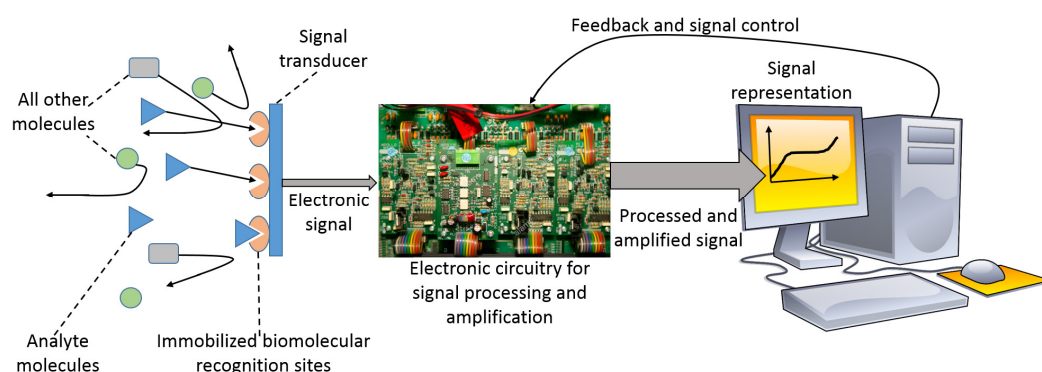 Feedback and signal control
Signal
transducer
Signal
representation
All other
molecules
Electronic
signal
Processed and
amplified signal
Electronic circuitry for
signal processing and
amplification
Analyte
molecules
Immobilized biomolecular
recognition sites